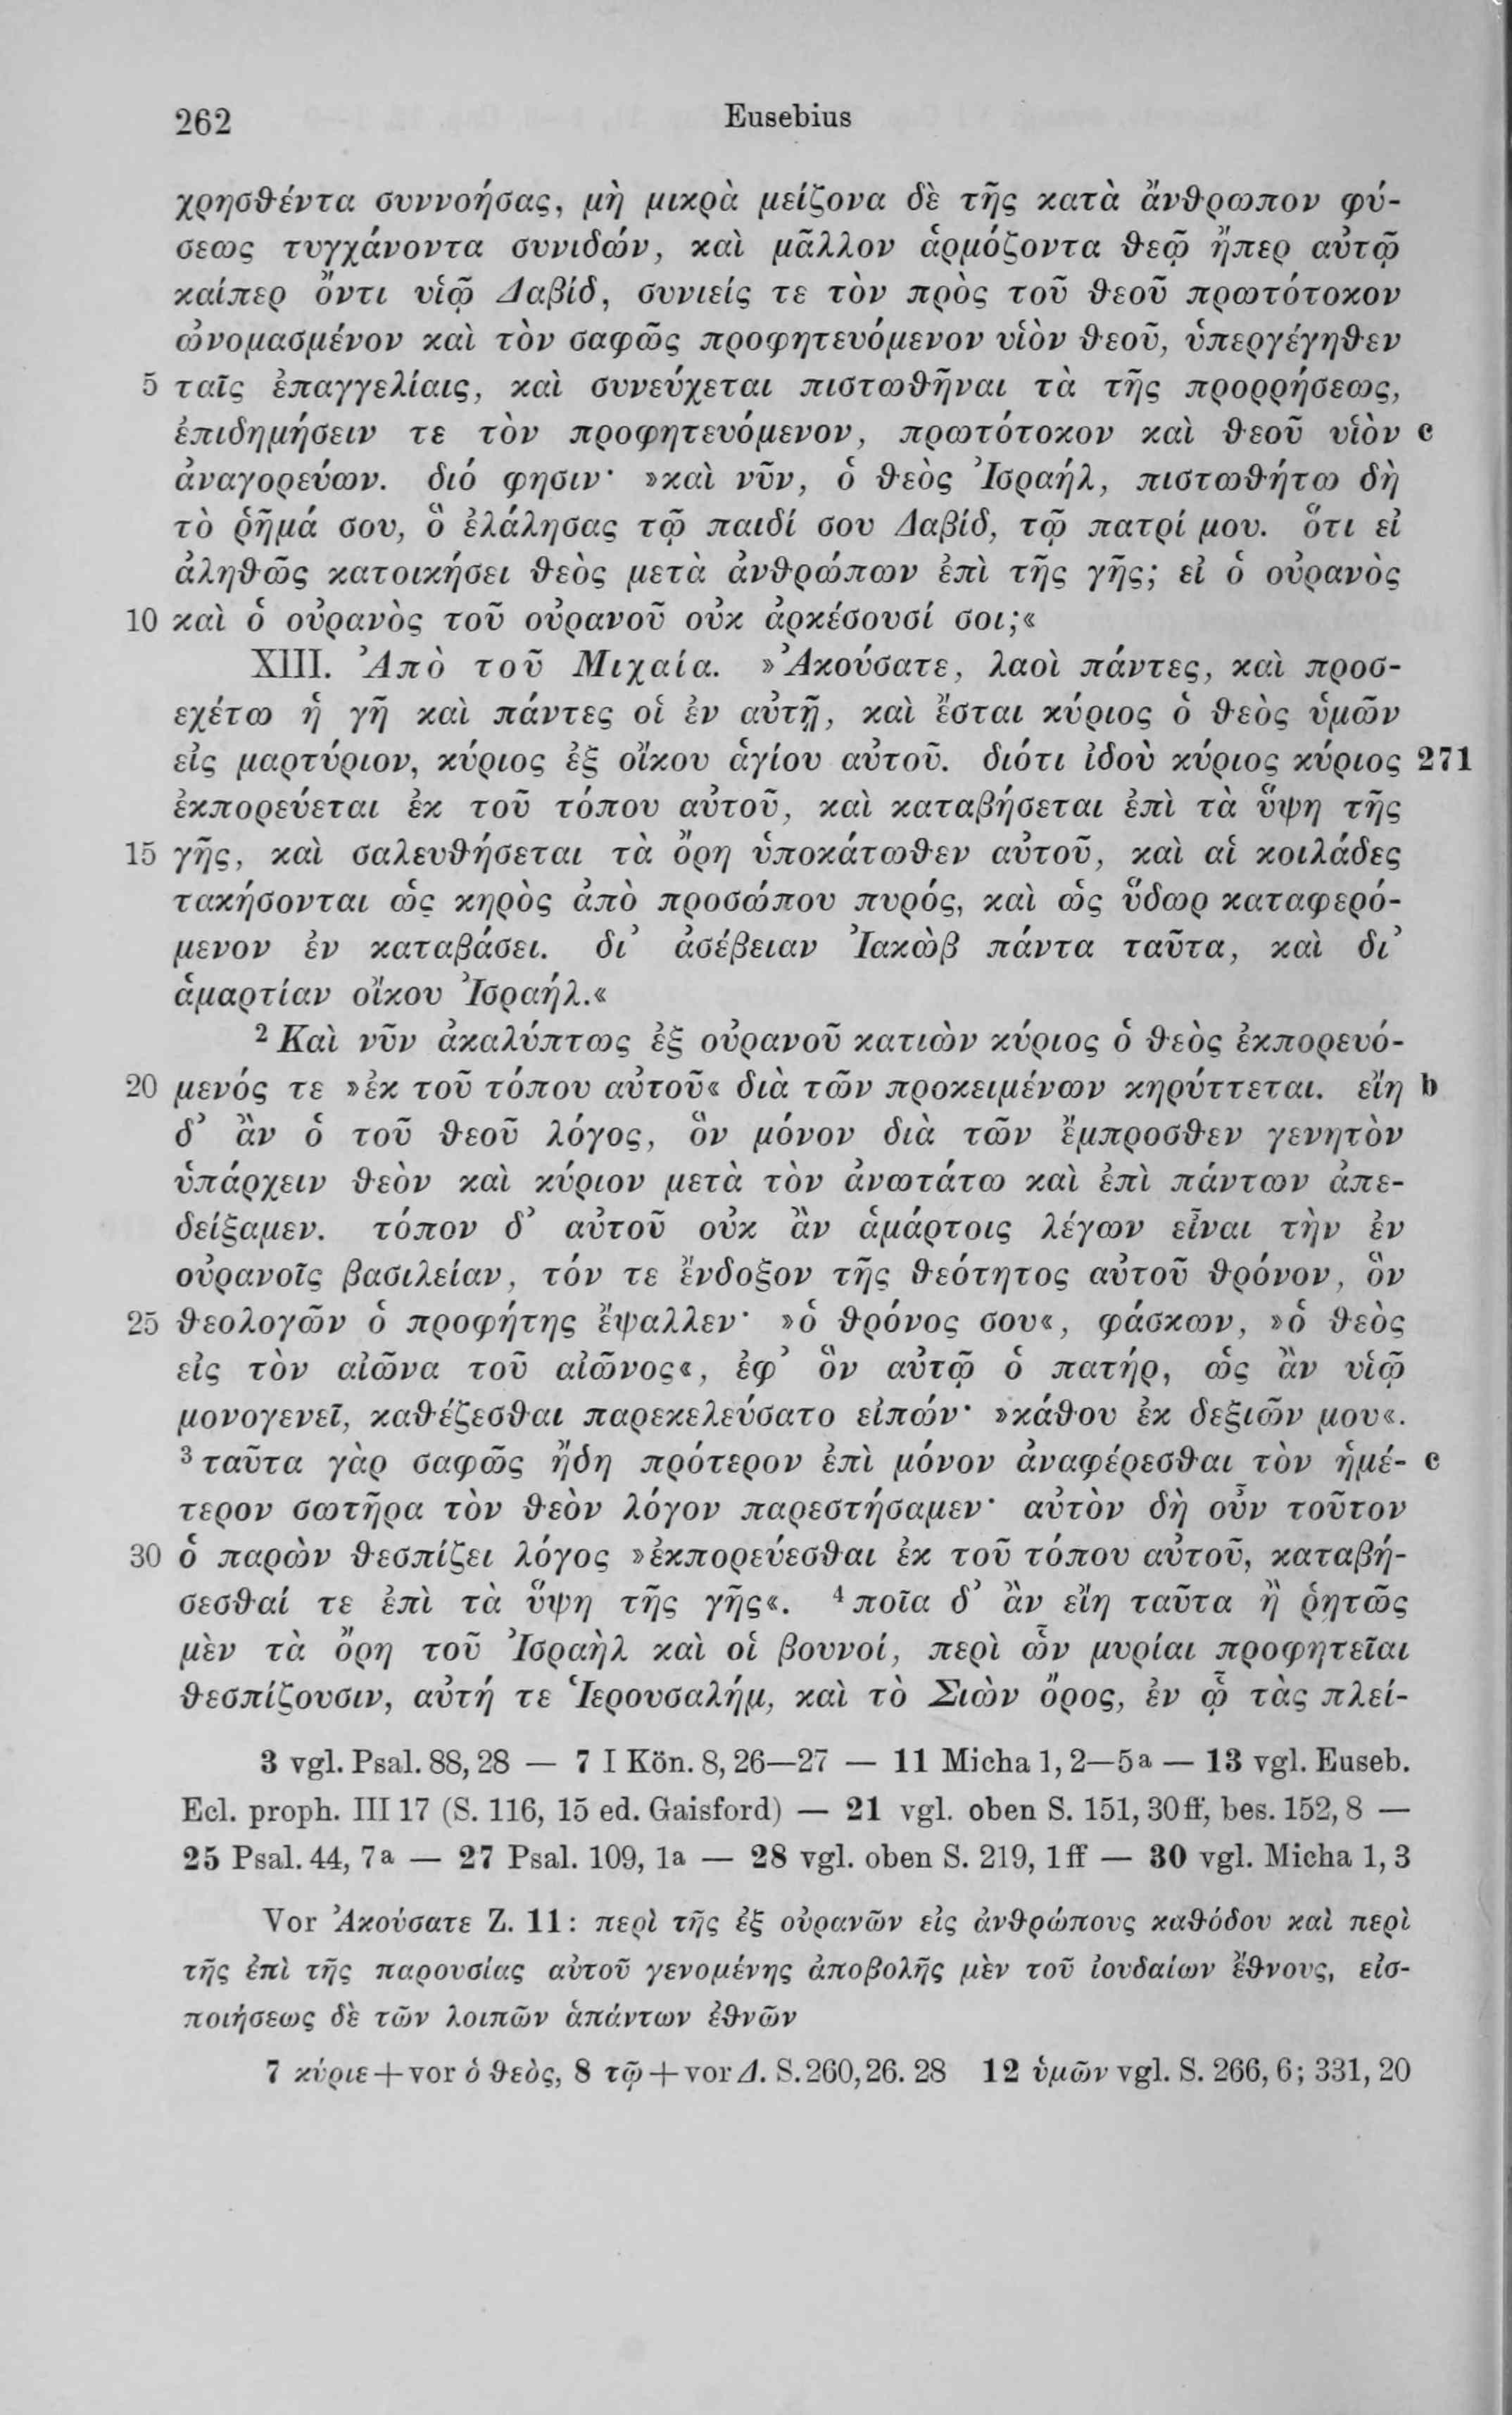 262 Eusebius
χρησθέντα συννοήσας, μὴ μικρὰ μείζονα δὲ τῆς κατὰ ἄνθρωπον φύ-
σεως τυγχάνοντα συνιδών, καὶ μᾶλλον ἁρμόζοντα θεῷ ἤπερ αὐτῷ
καίπερ ὄντι υἱῷ Δαβίδ, συνιείς τε τὸν πρὸς τοῦ θεοῦ πρωτότοκον
ὠνομασμένον καὶ τὸν σαφῶς προφητευόμενον υἱὸν θεοῦ, ὑπεργέγηθεν
5 ταῖς ἐπαγγελίαις, καὶ συνεύχεται πιστωθῆναι τὰ τῆς προρρήσεως,
ἐπιδημήσειν τε τὸν προφητευόμενον, πρωτότοκον καὶ θεοῦ υἱὸν c
ἀναγορεύων. διό φησιν· »καὶ νῦν, ὁ θεὸς Ἰσραήλ, πιστωθήτω δὴ
τὸ ῥῆμά σου, ὃ ἐλάλησας τῷ παιδί σου Δαβίδ, τῷ πατρί μου. ὅτι εἰ
ἀληθῶς κατοικήσει θεὸς μετὰ ἀνθρώπων ἐπὶ τῆς γῆς; εἰ ὁ οὐρανὸς
10 καὶ ὁ οὐρανὸς τοῦ οὐρανοῦ οὐκ ἀρκέσουσί σοι;«
XIII. Ἀπὸ τοῦ Μιχαία. »Ἀκούσατε, λαοὶ πάντες, καὶ προσ-
εχέτω ἡ γῆ καὶ πάντες οἱ ἐν αὐτῇ, καὶ ἔσται κύριος ὁ θεὸς ὑμῶν
εἰς μαρτύριον, κύριος ἐξ οἴκου ἁγίου αὐτοῦ. διότι ἰδοὺ κύριος κύριος 271
ἐκπορεύεται ἐκ τοῦ τόπου αὐτοῦ, καὶ καταβήσεται ἐπὶ τὰ ὕψη τῆς
15 γῆς, καὶ σαλευθήσεται τὰ ὄρη ὑποκάτωθεν αὐτοῦ, καὶ αἱ κοιλάδες
τακήσονται ὡς κηρὸς ἀπὸ προσώπου πυρός, καὶ ὡς ὕδωρ καταφερό-
μενον ἐν καταβάσει. δι᾽ ἀσέβειαν Ἰακὼβ πάντα ταῦτα, καὶ δι᾽
ἁμαρτίαν οἴκου Ἰσραήλ.«
² Καὶ νῦν ἀκαλύπτως ἐξ οὐρανοῦ κατιὼν κύριος ὁ θεὸς ἐκπορευό-
20 μενός τε »ἐκ τοῦ τόπου αὐτοῦ« διὰ τῶν προκειμένων κηρύττεται. εἴη b
δ᾽ ἂν ὁ τοῦ θεοῦ λόγος, ὃν μόνον διὰ τῶν ἔμπροσθεν γενητὸν
ὑπάρχειν θεὸν καὶ κύριον μετὰ τὸν ἀνωτάτω καὶ ἐπὶ πάντων ἀπε-
δείξαμεν. τόπον δ᾽ αὐτοῦ οὐκ ἂν ἁμάρτοις λέγων εἶναι τὴν ἐν
οὐρανοῖς βασιλείαν, τόν τε ἔνδοξον τῆς θεότητος αὐτοῦ θρόνον, ὃν
25 θεολογῶν ὁ προφήτης ἔψαλλεν· »ὁ θρόνος σου«, φάσκων, »ὁ θεὸς
εἰς τὸν αἰῶνα τοῦ αἰῶνος«, ἐφ᾽ ὃν αὐτῷ ὁ πατήρ, ὡς ἂν υἱῷ
μονογενεῖ, καθέζεσθαι παρεκελεύσατο εἰπών· »κάθου ἐκ δεξιῶν μου«.
³ ταῦτα γὰρ σαφῶς ἤδη πρότερον ἐπὶ μόνον ἀναφέρεσθαι τὸν ἡμέ- c
τερον σωτῆρα τὸν θεὸν λόγον παρεστήσαμεν· αὐτὸν δὴ οὖν τοῦτον
30 ὁ παρὼν θεσπίζει λόγος »ἐκπορεύεσθαι ἐκ τοῦ τόπου αὐτοῦ, καταβή-
σεσθαί τε ἐπὶ τὰ ὕψη τῆς γῆς«. ⁴ ποῖα δ᾽ ἂν εἴη ταῦτα ἢ ῥητῶς
μὲν τὰ ὄρη τοῦ Ἰσραὴλ καὶ οἱ βουνοί, περὶ ὧν μυρίαι προφητεῖαι
θεσπίζουσιν, αὐτή τε Ἱερουσαλήμ, καὶ τὸ Σιὼν ὄρος, ἐν ᾧ τὰς πλεί-
3 vgl. Psal. 88, 28 — 7 I Kön. 8, 26—27 — 11 Micha 1, 2—5a — 13 vgl. Euseb.
Ecl. proph. III 17 (S. 116, 15 ed. Gaisford) — 21 vgl. oben S. 151, 30ff, bes. 152, 8 —
25 Psal. 44, 7a — 27 Psal. 109, 1a — 28 vgl. oben S. 219, 1ff — 30 vgl. Micha 1, 3
Vor Ἀκούσατε Z. 11: περὶ τῆς ἐξ οὐρανῶν εἰς ἀνθρώπους καθόδου καὶ περὶ
τῆς ἐπὶ τῆς παρουσίας αὐτοῦ γενομένης ἀποβολῆς μὲν τοῦ ἰουδαίων ἔθνους, εἰσ-
ποιήσεως δὲ τῶν λοιπῶν ἁπάντων ἐθνῶν
7 κύριε + vor ὁ θεὸς, 8 τῷ + vor Δ. S. 260, 26. 28 12 ὑμῶν vgl. S. 266, 6; 331, 20